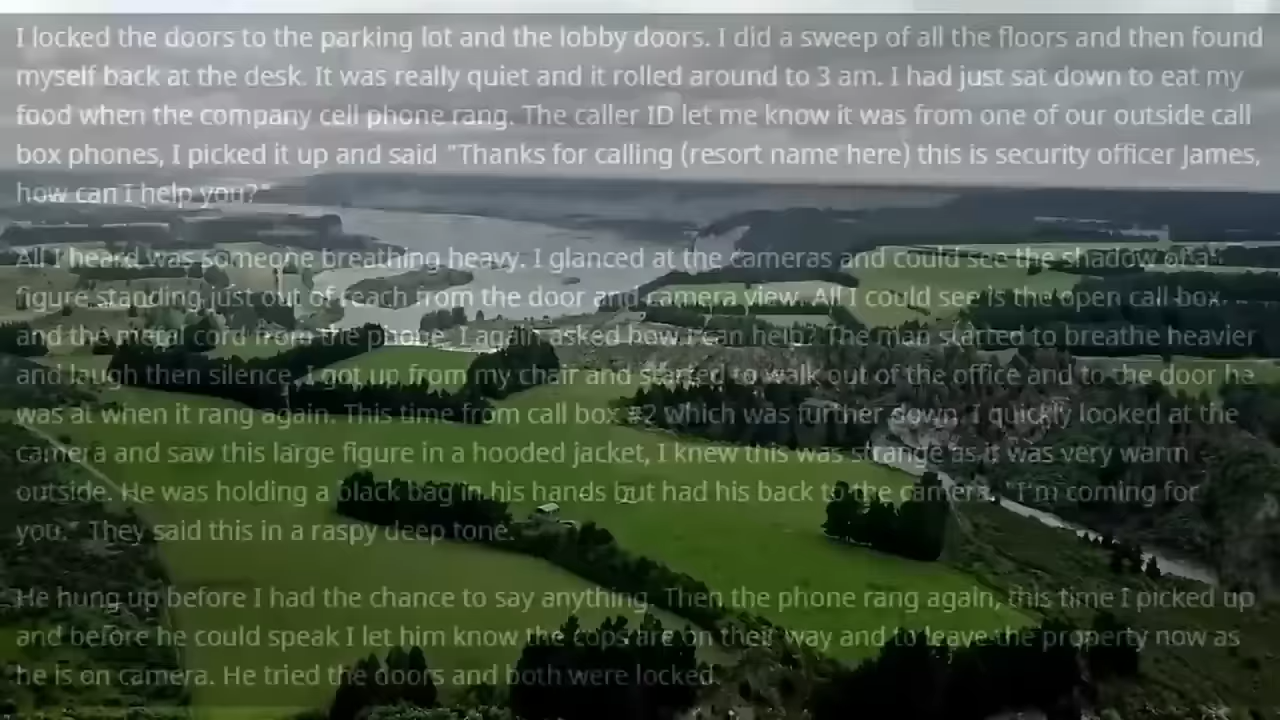 I locked the doors to the parking lot and the lobby doors. I did a sweep of all the floors and then found
myself back at the desk. It was really quiet and it rolled around to 3 am. I had just sat down to eat my
food when the company cell phone rang. The caller ID let me know it was from one of our outside call
box phones, I picked it up and said "Thanks for calling (resort name here) this is security officer James,
how can I help you?"
All I heard was someone breathing heavy. I glanced at the cameras and could see the shadow of a
figure standing just out of reach from the door and camera view. All I could see is the open call box
and the metal cord from the phone. I again asked how I can help. The man started to breathe heavier
and laugh then silence. I got up from my chair and started to walk out of the office and to the door he
was at when it rang again. This time from call box #2 which was further down. I quickly looked at the
camera and saw this large figure in a hooded jacket, I knew this was strange as it was very warm
outside. He was holding a black bag in his hands but had his back to the camera. "I'm coming for
you." They said this in a raspy deep tone.
He hung up before I had the chance to say anything. Then the phone rang again, this time I picked up
and before he could speak I let him know the cops are on their way and to leave the property now as
he is on camera. He tried the doors and both were locked.